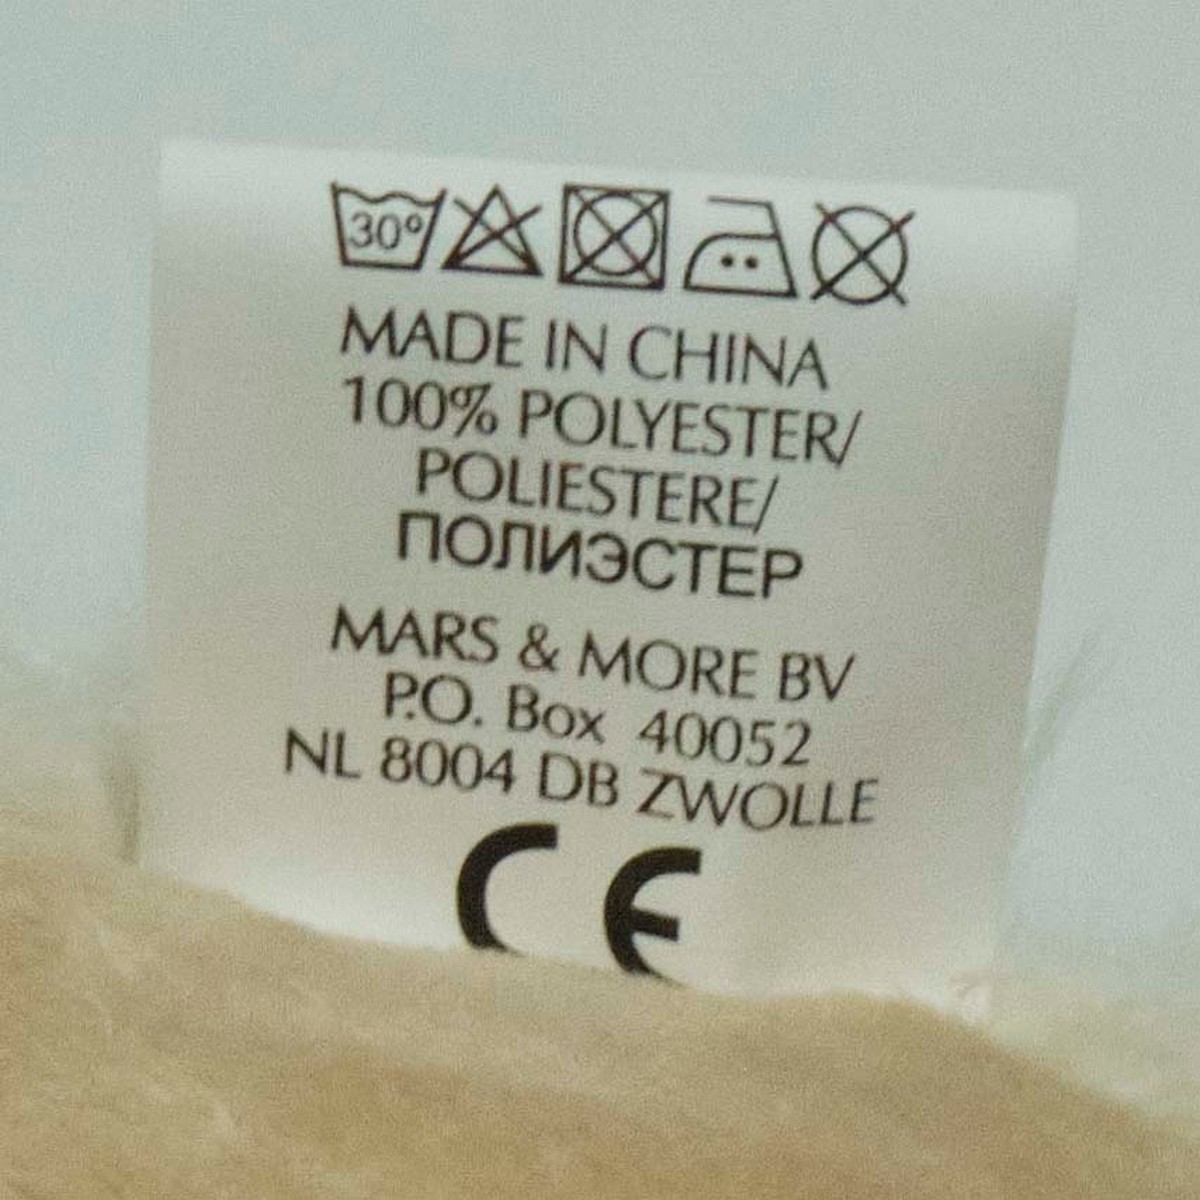 30°
MADE IN CHINA
100% POLYESTER/
POLIESTERE/
ПОЛИЭСТЕР
MARS & MORE BV
P.O. Box 40052
NL 8004 DB ZWOLLE
CE